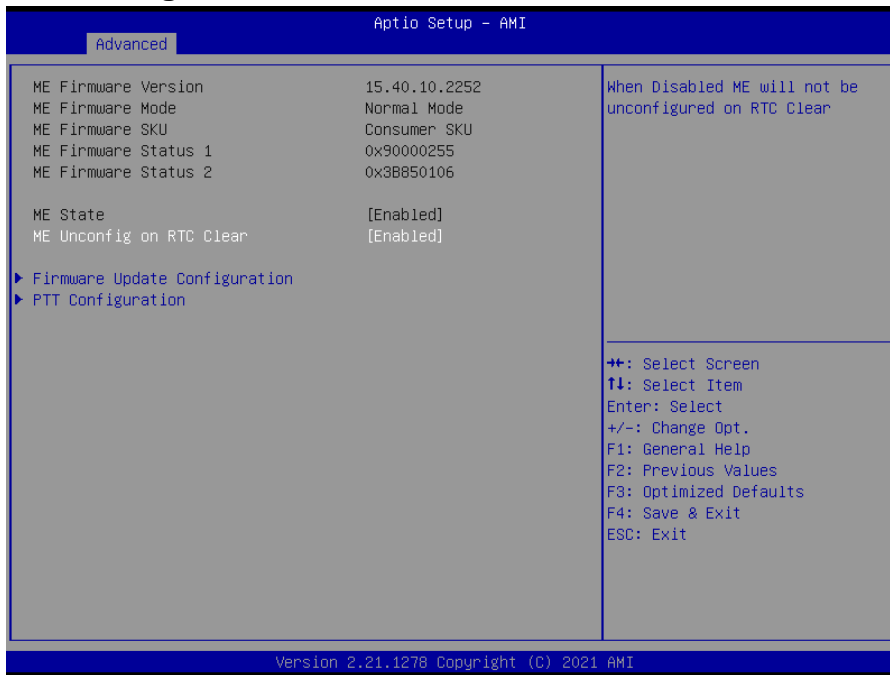 Aptio Setup – AMI
Advanced
ME Firmware Version 15.40.10.2252
ME Firmware Mode Normal Mode
ME Firmware SKU Consumer SKU
ME Firmware Status 1 0x90000255
ME Firmware Status 2 0x3B850106
ME State [Enabled]
ME Unconfig on RTC Clear [Enabled]
Firmware Update Configuration
PTT Configuration
When Disabled ME will not be
unconfigured on RTC Clear
→←: Select Screen
↑↓: Select Item
Enter: Select
+/-: Change Opt.
F1: General Help
F2: Previous Values
F3: Optimized Defaults
F4: Save & Exit
ESC: Exit
Version 2.21.1278 Copyright (C) 2021 AMI